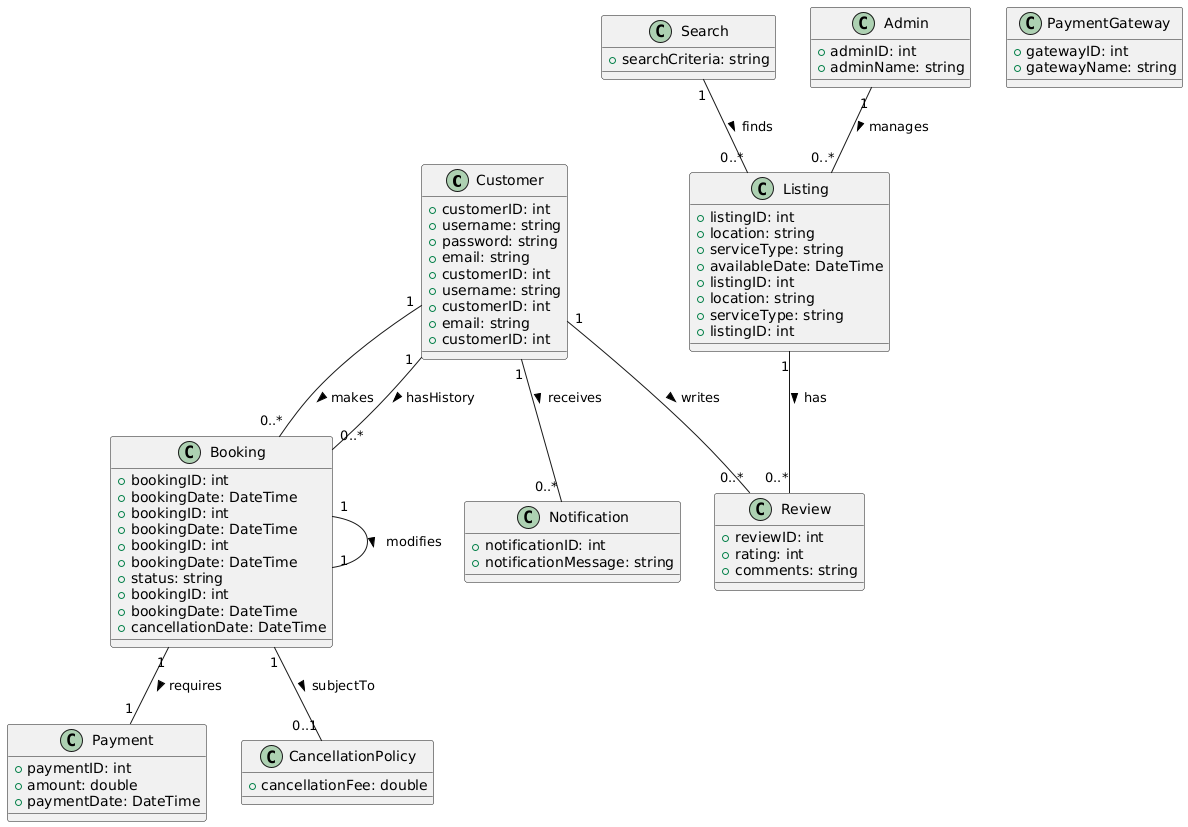 C Search
searchCriteria: string
C Admin
adminID: int
adminName: string
C PaymentGateway
gatewayID: int
gatewayName: string
1
finds
0..*
1
manages
0..*
C Customer
customerID: int
username: string
password: string
email: string
customerID: int
username: string
customerID: int
email: string
customerID: int
C Listing
listingID: int
location: string
serviceType: string
availableDate: DateTime
listingID: int
location: string
serviceType: string
listingID: int
1
makes
0..*
1
hasHistory
0..*
1
receives
0..*
1
writes
0..*
1
has
0..*
C Booking
bookingID: int
bookingDate: DateTime
bookingID: int
bookingDate: DateTime
bookingID: int
bookingDate: DateTime
status: string
bookingID: int
bookingDate: DateTime
cancellationDate: DateTime
1
modifies
1
C Notification
notificationID: int
notificationMessage: string
C Review
reviewID: int
rating: int
comments: string
1
requires
1
1
subjectTo
0..1
C Payment
paymentID: int
amount: double
paymentDate: DateTime
C CancellationPolicy
cancellationFee: double